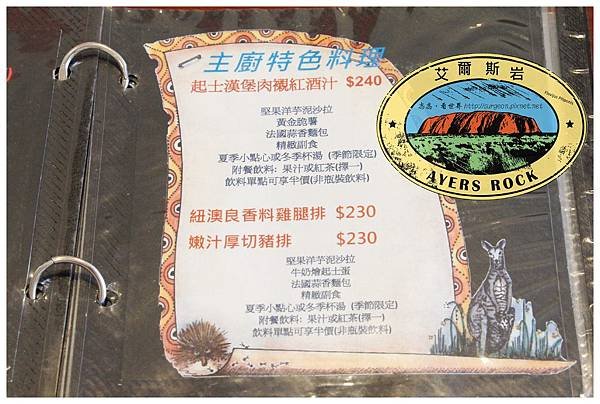 主廚特色料理
起士漢堡肉襯紅酒汁 $240
堅果洋芋泥沙拉
黃金脆薯
法國蒜香麵包
精緻副食
夏季小點心或冬季杯湯 (季節限定)
附餐飲料: 果汁或紅茶(擇一)
飲料單點可享半價(非瓶裝飲料)
紐澳良香料雞腿排 $230
嫩汁厚切豬排 $230
堅果洋芋泥沙拉
牛奶燴起士蛋
法國蒜香麵包
精緻副食
夏季小點心或冬季杯湯 (季節限定)
附餐飲料: 果汁或紅茶(擇一)
飲料單點可享半價(非瓶裝飲料)
艾爾斯岩
http://surgeon.pixnet.net
AYERS ROCK